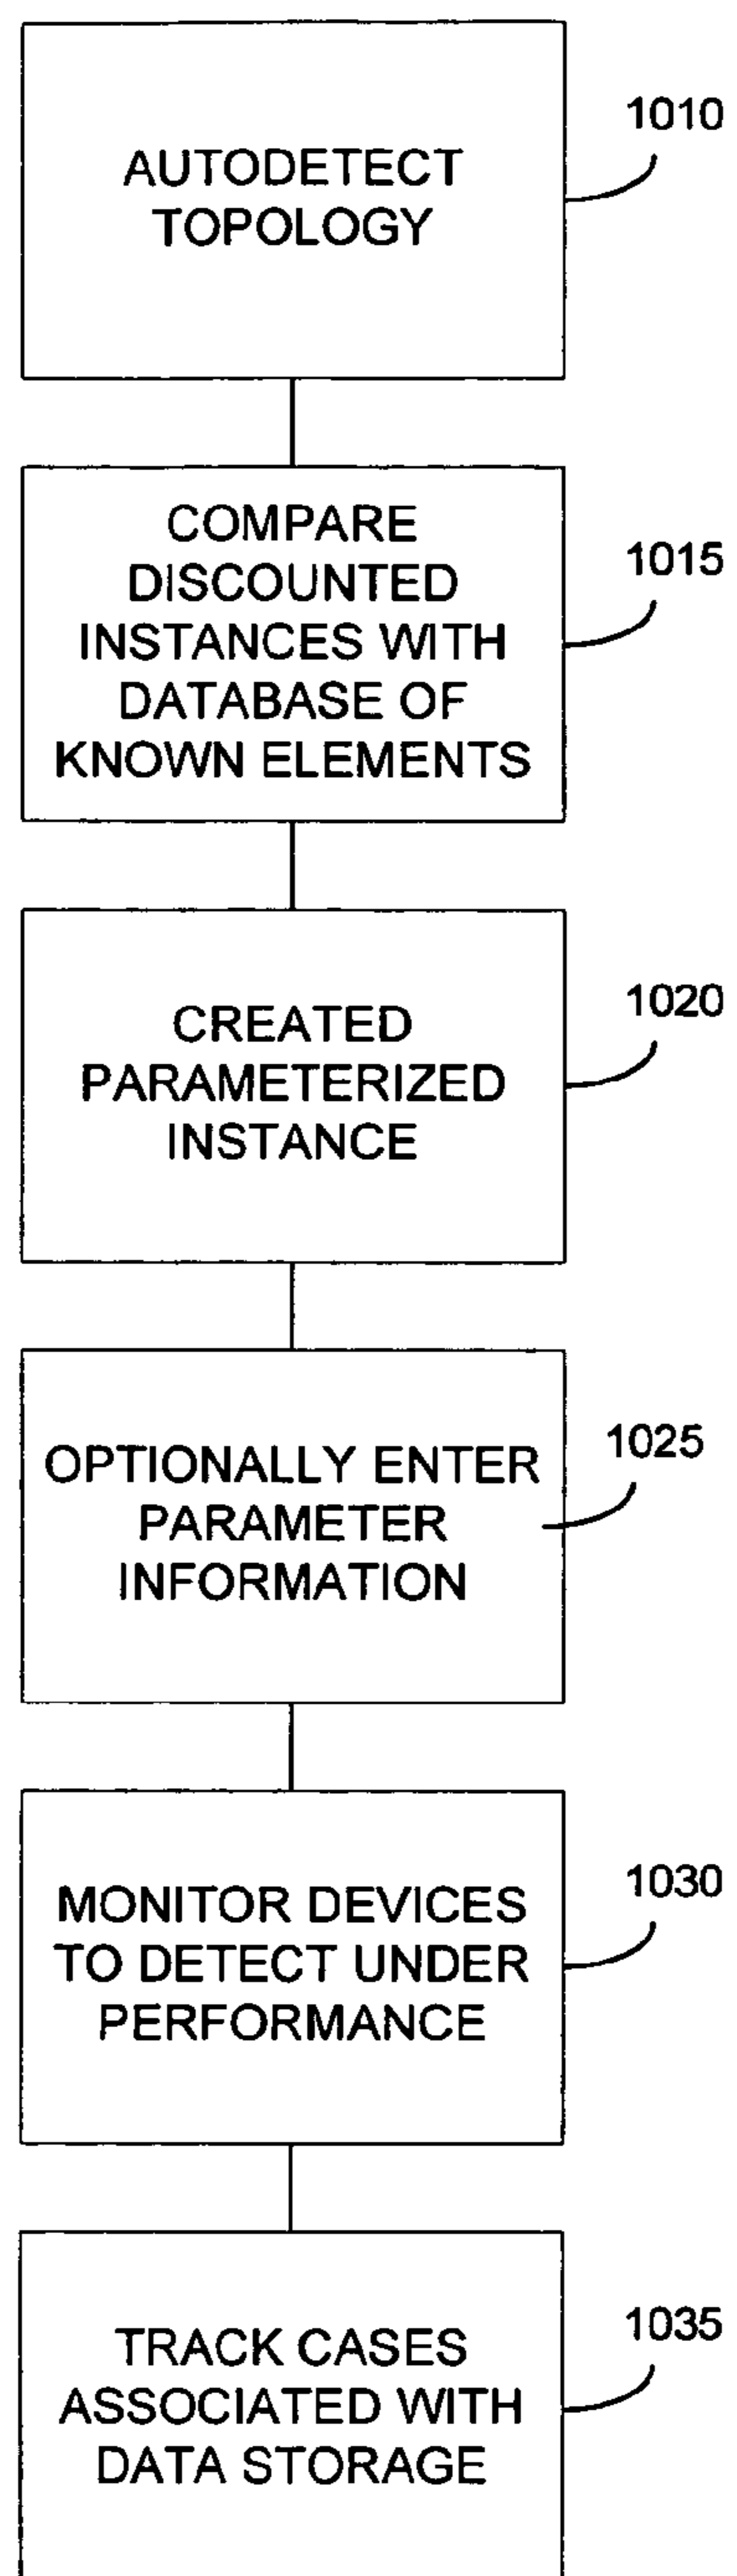 AUTODETECT
TOPOLOGY
1010
COMPARE
DISCOUNTED
INSTANCES WITH
DATABASE OF
KNOWN ELEMENTS
1015
CREATED
PARAMETERIZED
INSTANCE
1020
OPTIONALLY ENTER
PARAMETER
INFORMATION
1025
MONITOR DEVICES
TO DETECT UNDER
PERFORMANCE
1030
TRACK CASES
ASSOCIATED WITH
DATA STORAGE
1035